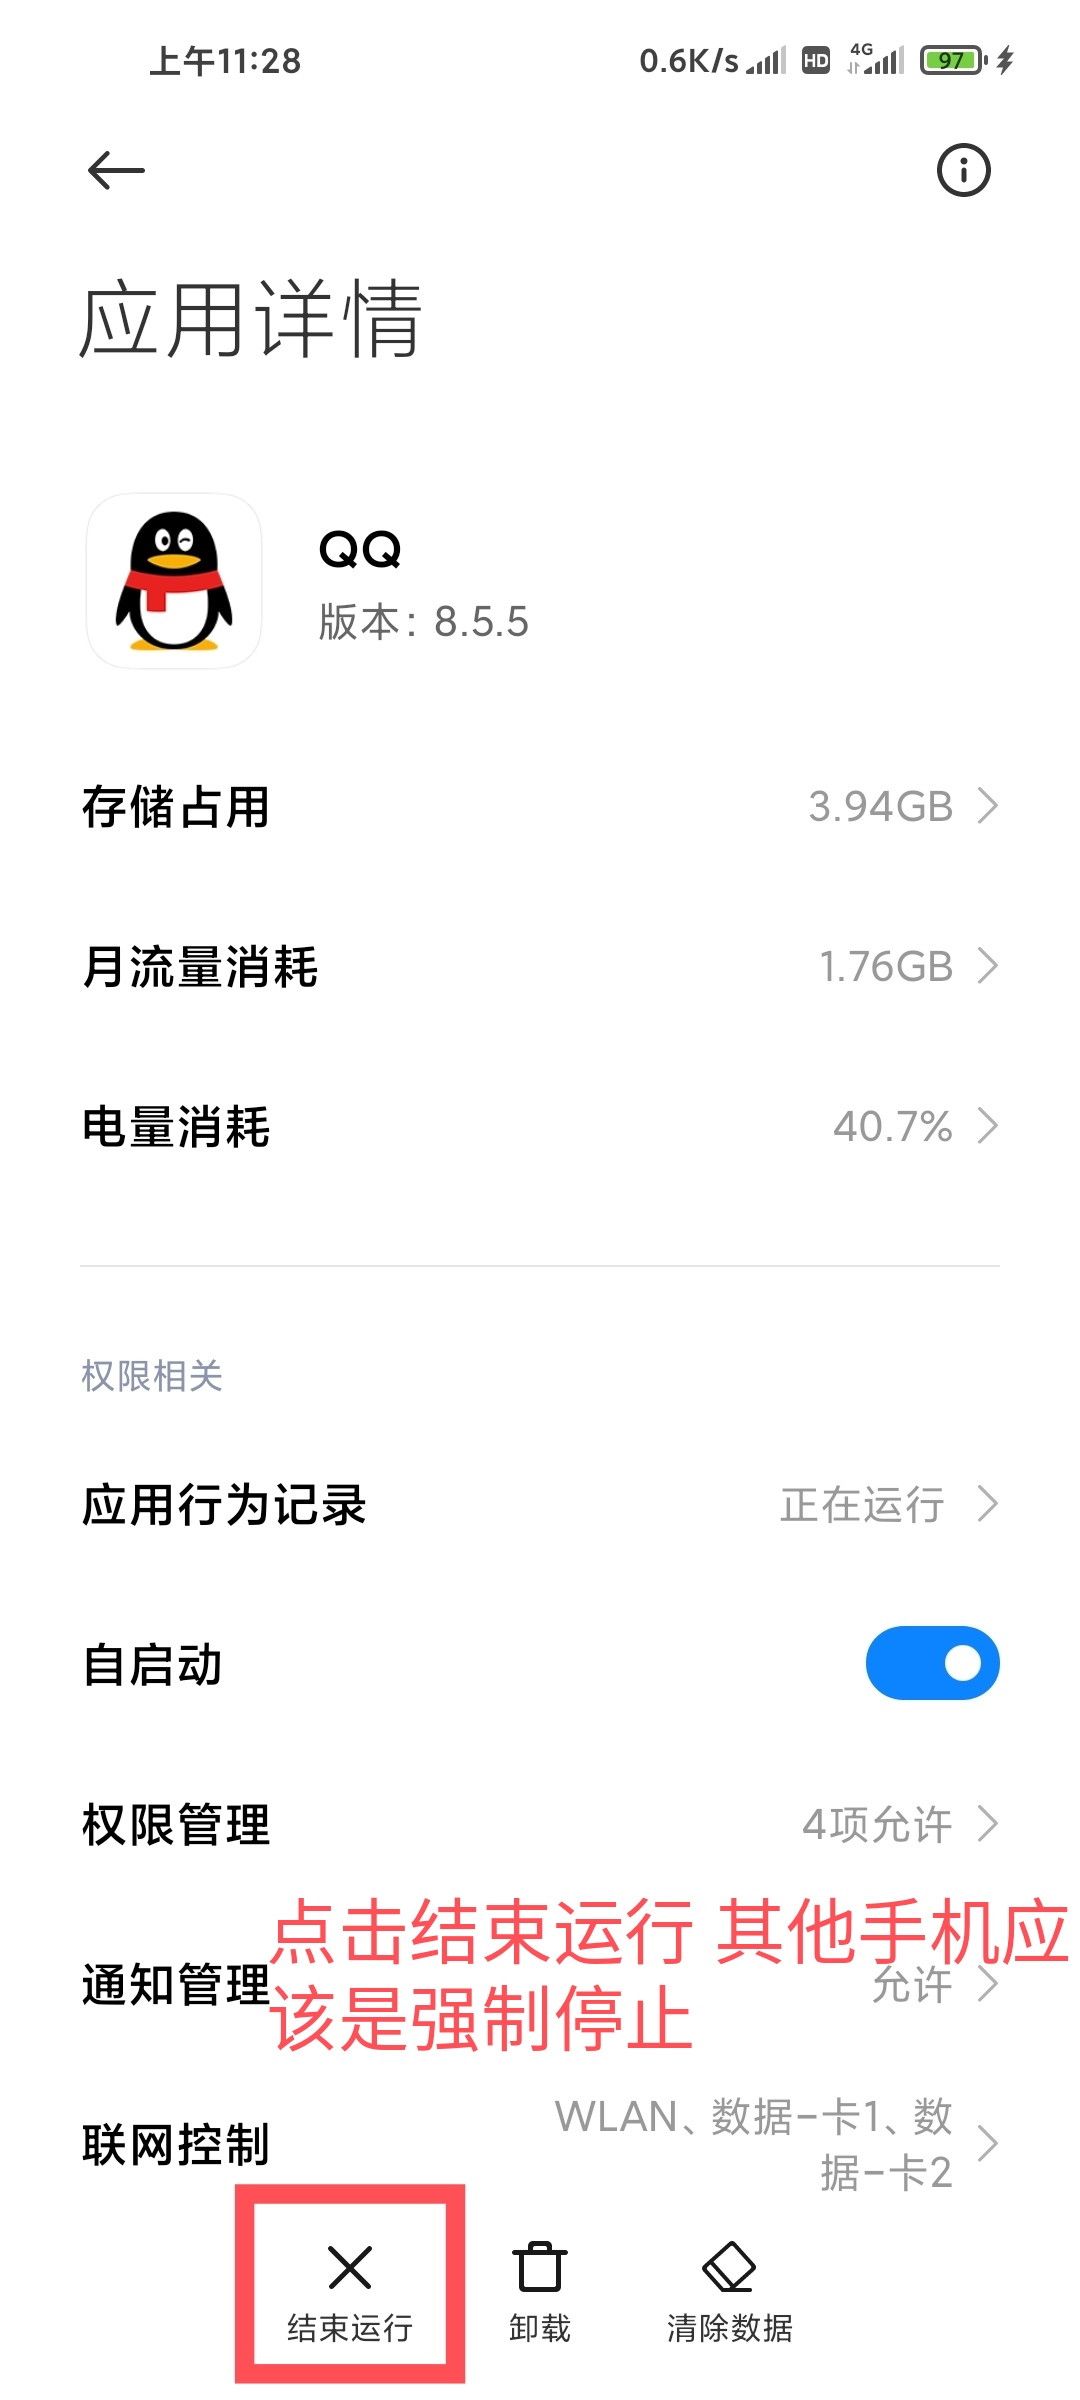 上午11:28 0.6K/s HD 4G 97
应用详情
QQ
版本：8.5.5
存储占用 3.94GB
月流量消耗 1.76GB
电量消耗 40.7%
权限相关
应用行为记录 正在运行
自启动
权限管理 4项允许
点击结束运行 其他手机应
通知管理 允许
该是强制停止
联网控制 WLAN、数据-卡1、数
据-卡2
结束运行 卸载 清除数据